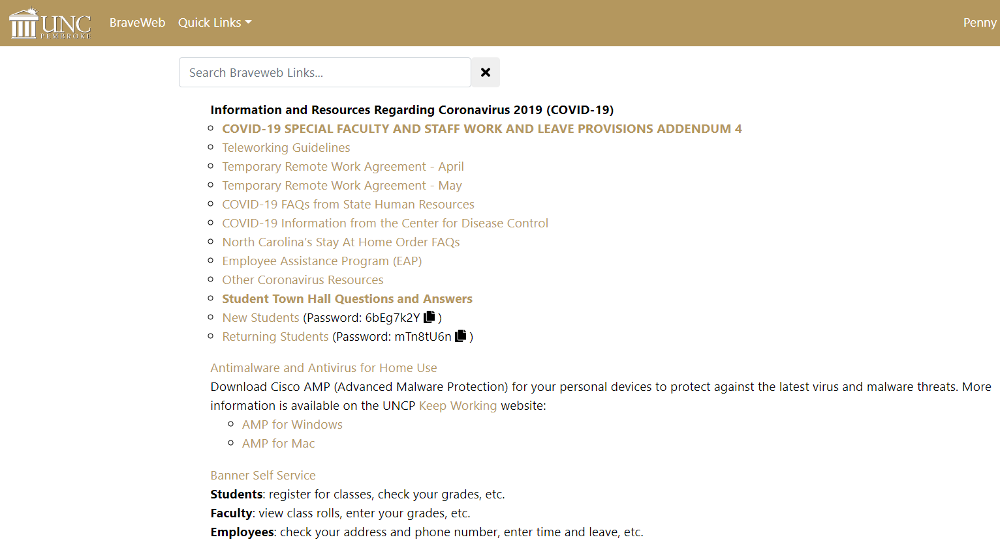 UNC
PEMBROKE
BraveWeb Quick Links Penny
Search Braveweb Links...
Information and Resources Regarding Coronavirus 2019 (COVID-19)
COVID-19 SPECIAL FACULTY AND STAFF WORK AND LEAVE PROVISIONS ADDENDUM 4
Teleworking Guidelines
Temporary Remote Work Agreement - April
Temporary Remote Work Agreement - May
COVID-19 FAQs from State Human Resources
COVID-19 Information from the Center for Disease Control
North Carolina's Stay At Home Order FAQs
Employee Assistance Program (EAP)
Other Coronavirus Resources
Student Town Hall Questions and Answers
New Students (Password: 6bEg7k2Y )
Returning Students (Password: mTn8tU6n )
Antimalware and Antivirus for Home Use
Download Cisco AMP (Advanced Malware Protection) for your personal devices to protect against the latest virus and malware threats. More
information is available on the UNCP Keep Working website:
AMP for Windows
AMP for Mac
Banner Self Service
Students: register for classes, check your grades, etc.
Faculty: view class rolls, enter your grades, etc.
Employees: check your address and phone number, enter time and leave, etc.